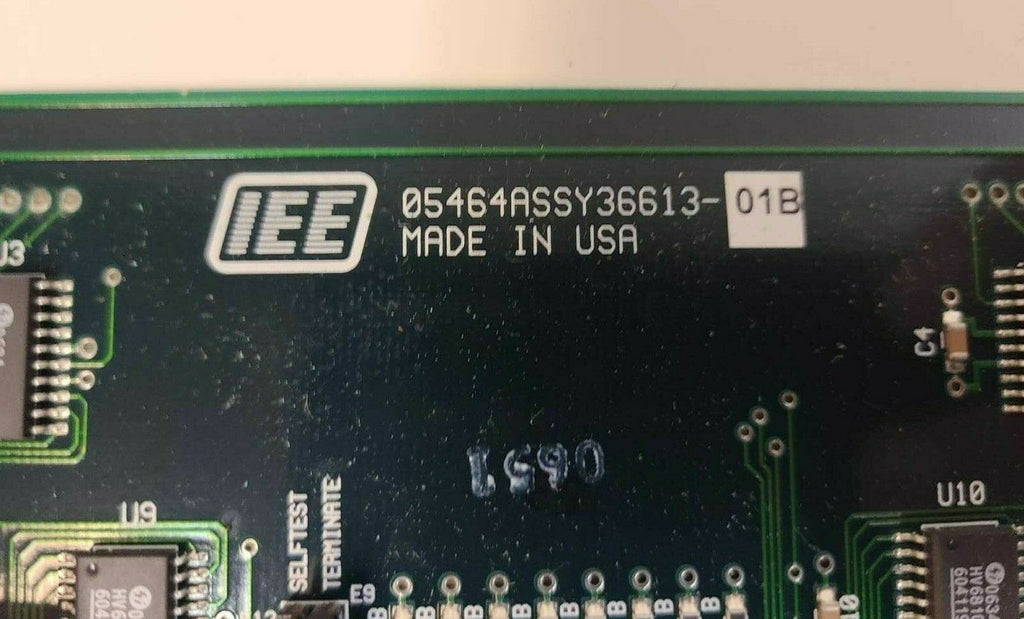 IEE
05464ASSY36613-01B
MADE IN USA
U3
C4
U10
U9
SELFTEST
TERMINATE
E9
B
B
B
B